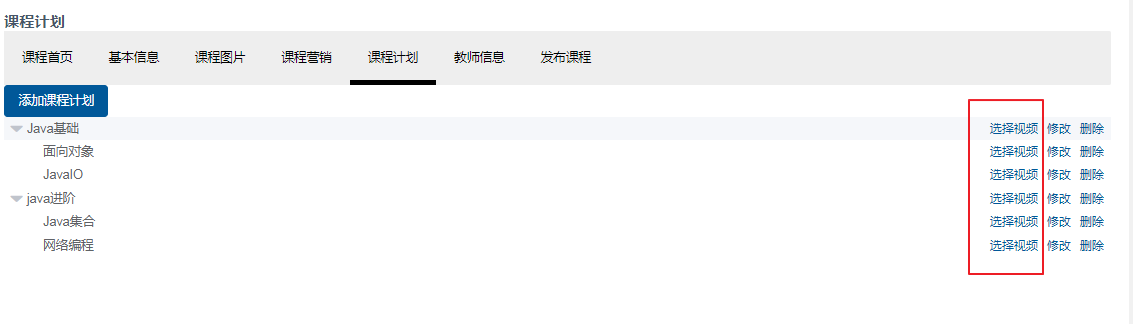 课程计划
课程首页 基本信息 课程图片 课程营销 课程计划 教师信息 发布课程
添加课程计划
Java基础 选择视频 修改 删除
面向对象 选择视频 修改 删除
JavaIO 选择视频 修改 删除
java进阶 选择视频 修改 删除
Java集合 选择视频 修改 删除
网络编程 选择视频 修改 删除